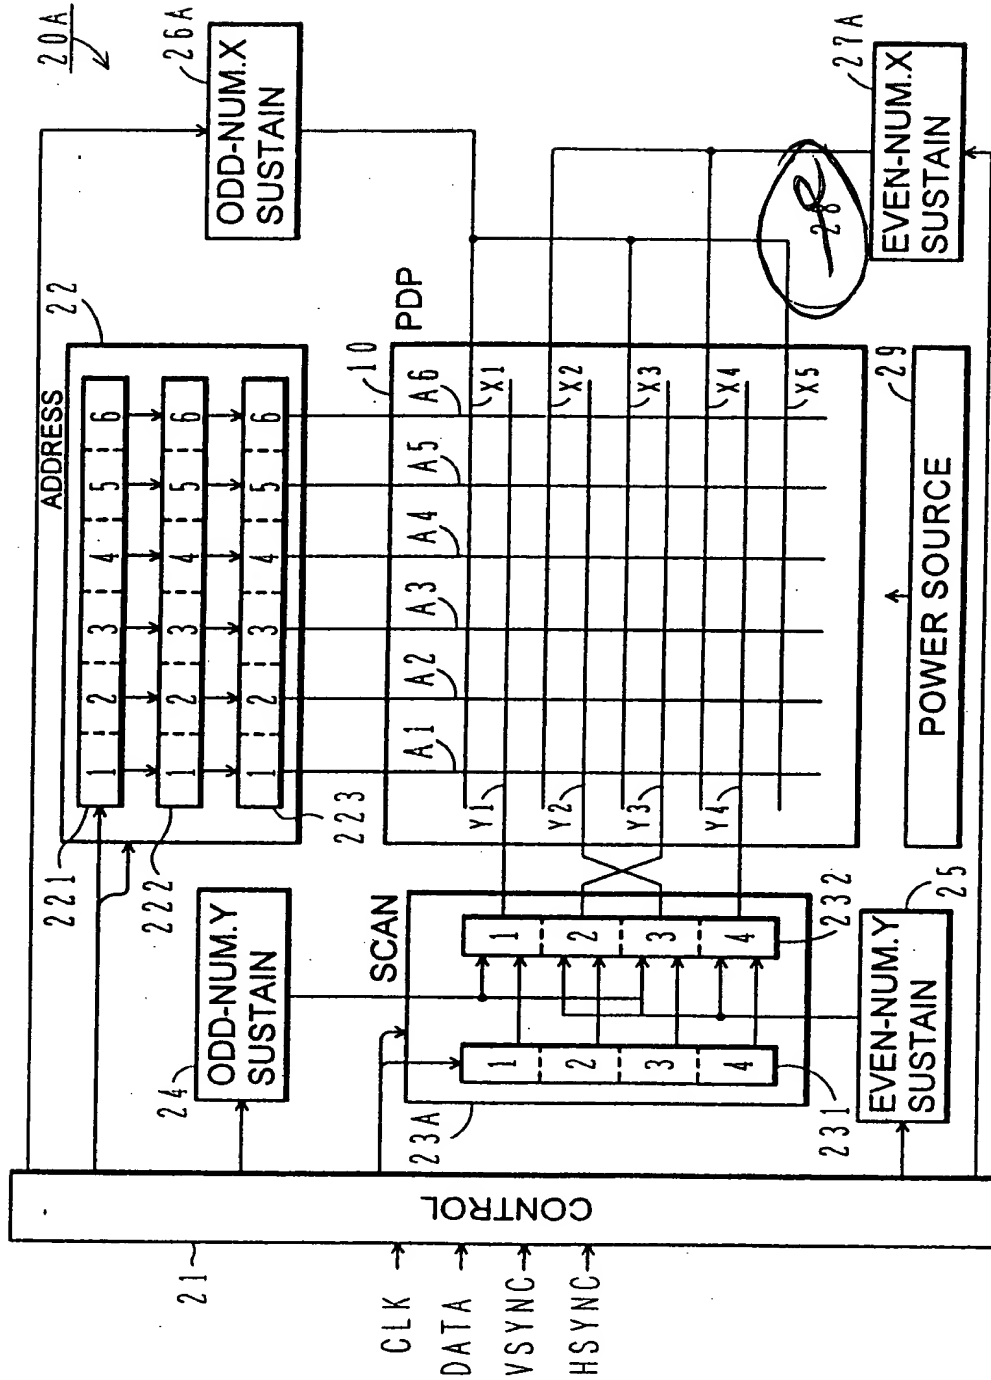 20A
21
CONTROL
CLK
DATA
VSYNC
HSYNC
ADDRESS
22
221
1 2 3 4 5 6
222
1 2 3 4 5 6
223
1 2 3 4 5 6
24
ODD-NUM.Y
SUSTAIN
26A
ODD-NUM.X
SUSTAIN
SCAN
23A
231
1
2
3
4
232
1
2
3
4
25
EVEN-NUM.Y
SUSTAIN
10
PDP
A1
A2
A3
A4
A5
A6
Y1
Y2
Y3
Y4
X1
X2
X3
X4
X5
28
27A
EVEN-NUM.X
SUSTAIN
29
POWER SOURCE